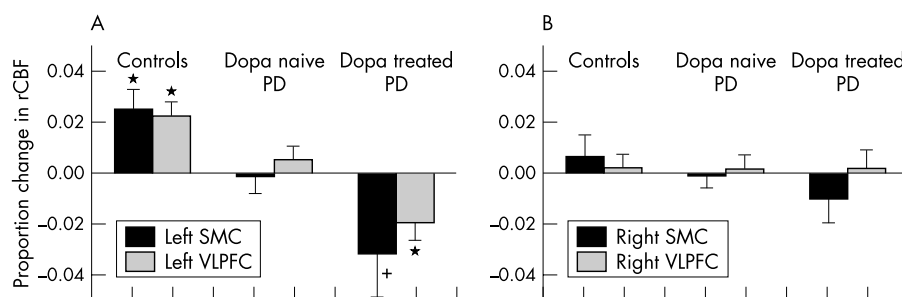 A
B
Controls
Dopa naive
PD
Dopa treated
PD
Controls
Dopa naive
PD
Dopa treated
PD
Proportion change in rCBF
0.04
0.02
0.00
−0.02
−0.04
0.04
0.02
0.00
−0.02
−0.04
★
★
+
★
Left SMC
Left VLPFC
Right SMC
Right VLPFC